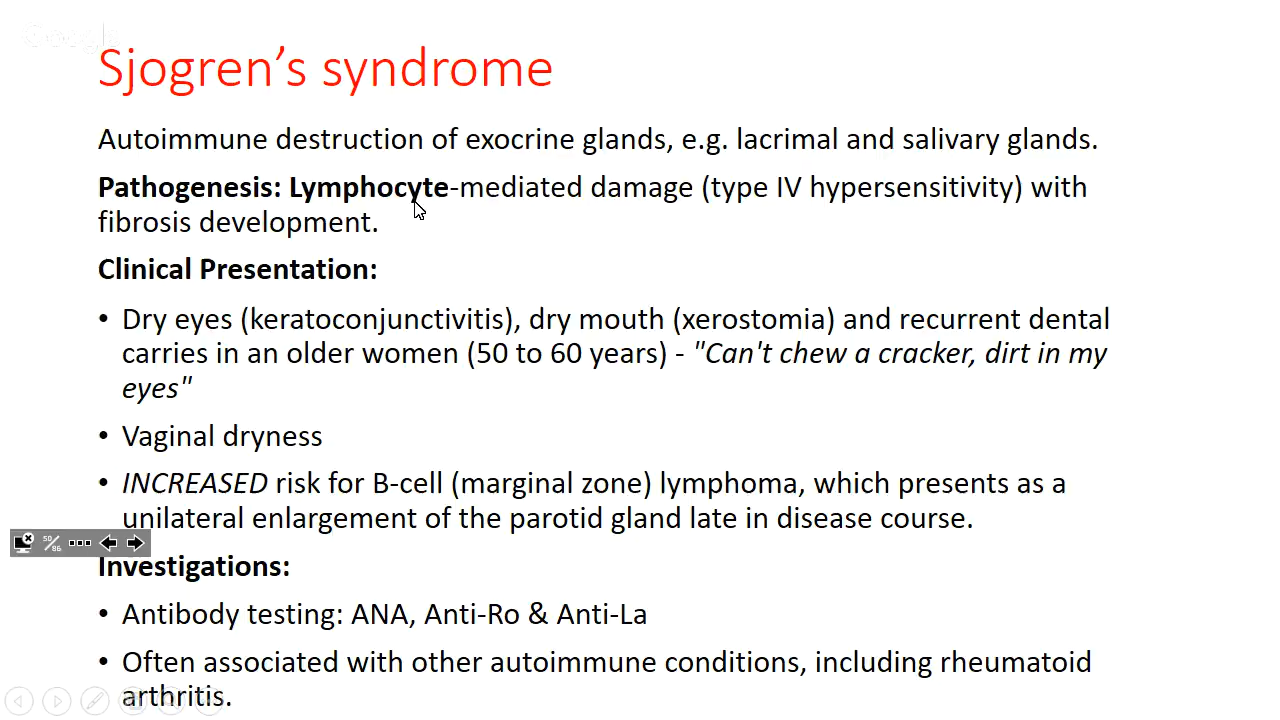 Sjogren's syndrome
Autoimmune destruction of exocrine glands, e.g. lacrimal and salivary glands.
Pathogenesis: Lymphocyte-mediated damage (type IV hypersensitivity) with
fibrosis development.
Clinical Presentation:
• Dry eyes (keratoconjunctivitis), dry mouth (xerostomia) and recurrent dental
carries in an older women (50 to 60 years) - "Can't chew a cracker, dirt in my
eyes"
• Vaginal dryness
• INCREASED risk for B-cell (marginal zone) lymphoma, which presents as a
unilateral enlargement of the parotid gland late in disease course.
50/86
Investigations:
• Antibody testing: ANA, Anti-Ro & Anti-La
• Often associated with other autoimmune conditions, including rheumatoid
arthritis.